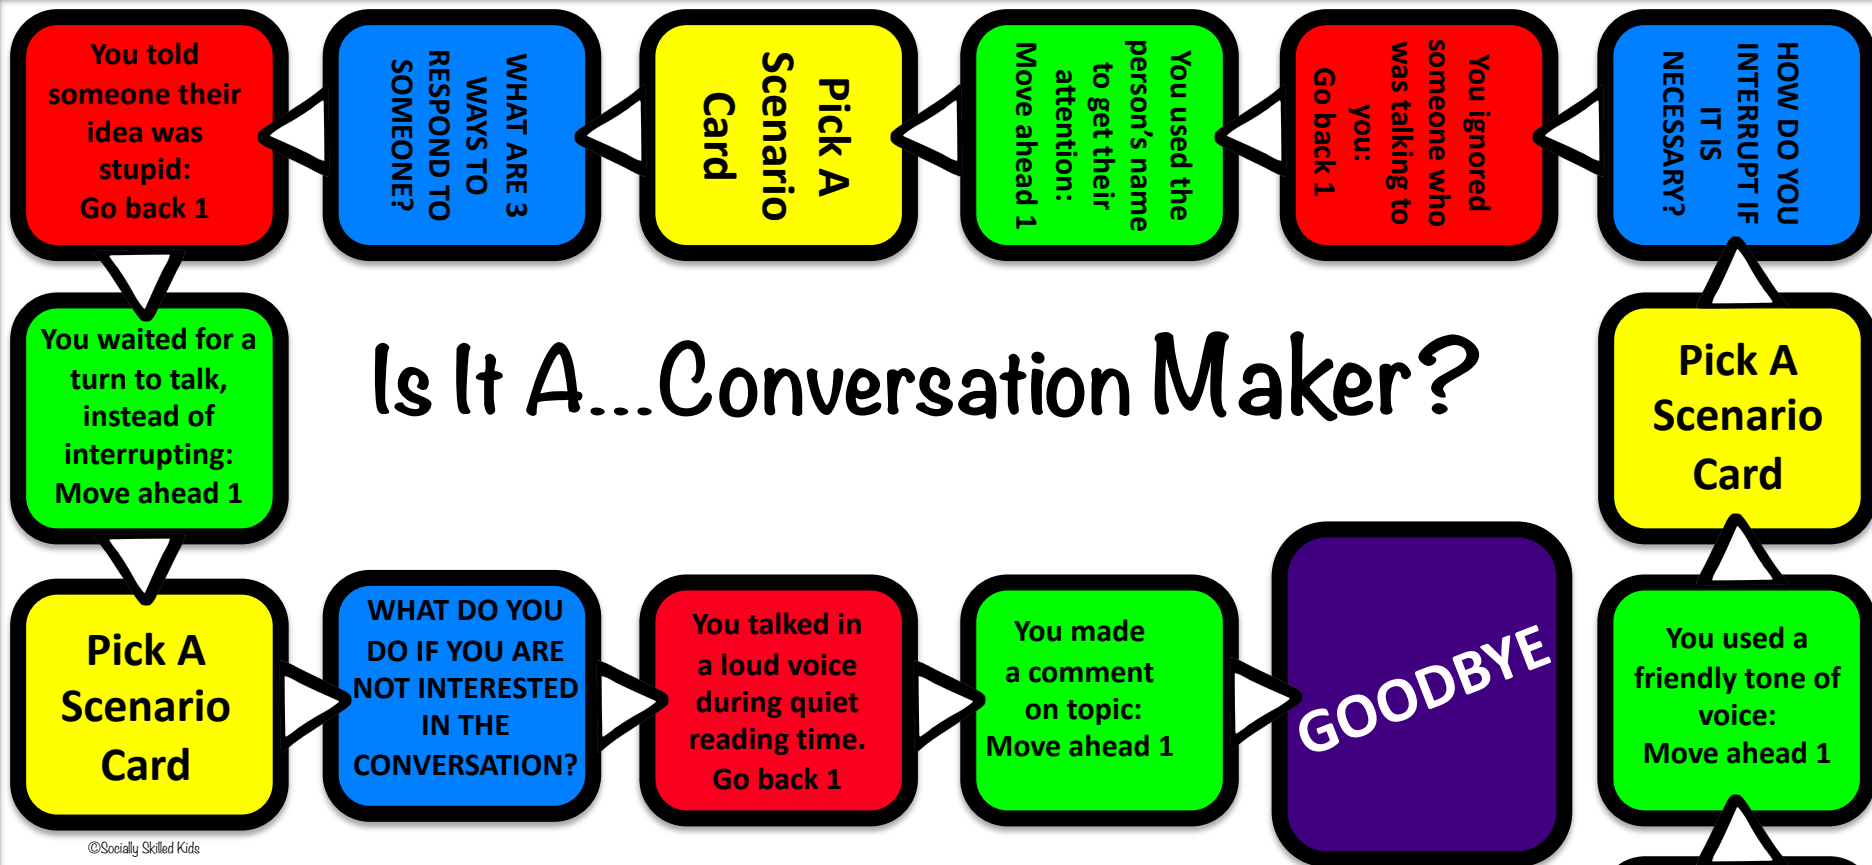 You told
someone their
idea was
stupid:
Go back 1
WHAT ARE 3
WAYS TO
RESPOND TO
SOMEONE?
Pick A
Scenario
Card
You used the
person's name
to get their
attention:
Move ahead 1
You ignored
someone who
was talking to
you:
Go back 1
HOW DO YOU
INTERRUPT IF
IT IS
NECESSARY?
You waited for a
turn to talk,
instead of
interrupting:
Move ahead 1
Is It A...Conversation Maker?
Pick A
Scenario
Card
Pick A
Scenario
Card
WHAT DO YOU
DO IF YOU ARE
NOT INTERESTED
IN THE
CONVERSATION?
You talked in
a loud voice
during quiet
reading time.
Go back 1
You made
a comment
on topic:
Move ahead 1
GOODBYE
You used a
friendly tone of
voice:
Move ahead 1
©Socially Skilled Kids